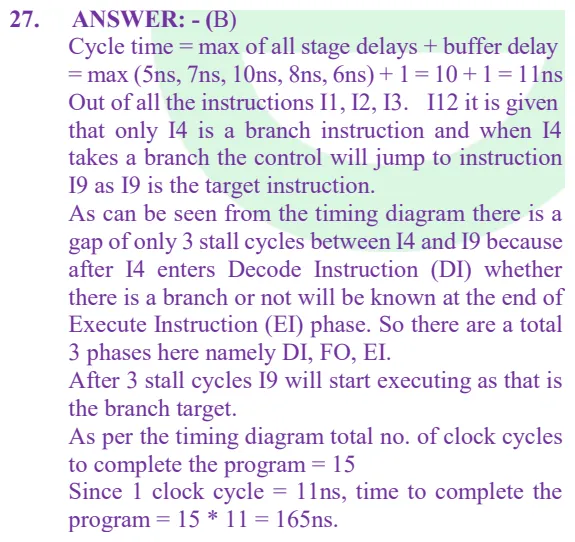 27. ANSWER: - (B)
Cycle time = max of all stage delays + buffer delay
= max (5ns, 7ns, 10ns, 8ns, 6ns) + 1 = 10 + 1 = 11ns
Out of all the instructions I1, I2, I3. I12 it is given
that only I4 is a branch instruction and when I4
takes a branch the control will jump to instruction
I9 as I9 is the target instruction.
As can be seen from the timing diagram there is a
gap of only 3 stall cycles between I4 and I9 because
after I4 enters Decode Instruction (DI) whether
there is a branch or not will be known at the end of
Execute Instruction (EI) phase. So there are a total
3 phases here namely DI, FO, EI.
After 3 stall cycles I9 will start executing as that is
the branch target.
As per the timing diagram total no. of clock cycles
to complete the program = 15
Since 1 clock cycle = 11ns, time to complete the
program = 15 * 11 = 165ns.